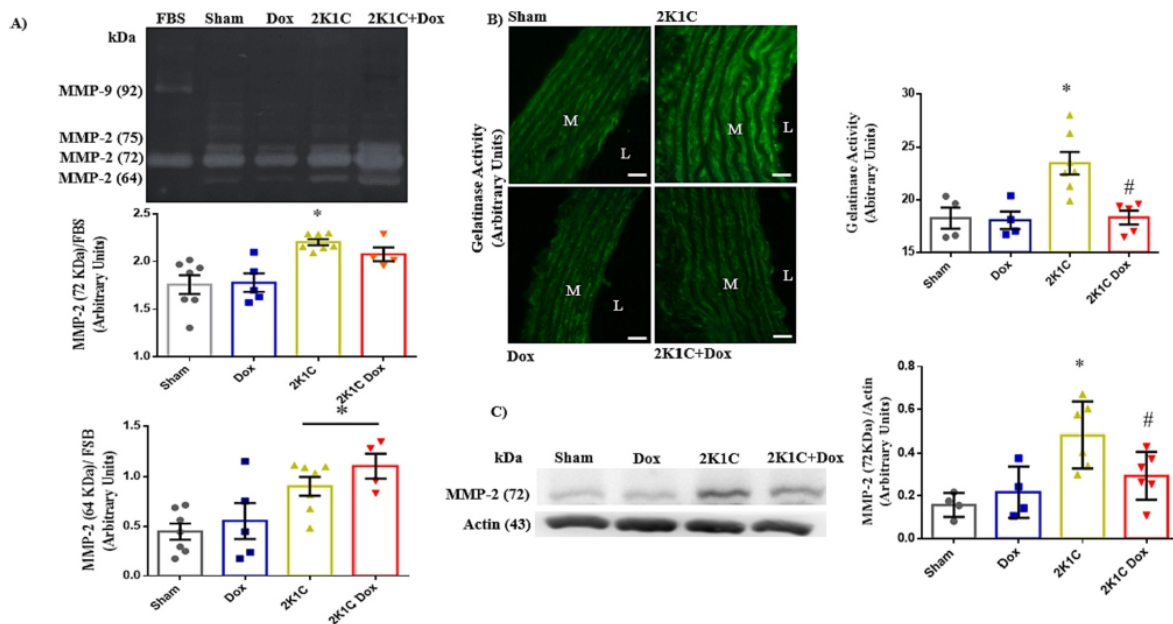 A)
FBS Sham Dox 2K1C 2K1C+Dox
kDa
MMP-9 (92)
MMP-2 (75)
MMP-2 (72)
MMP-2 (64)
MMP-2 (72 KDa)/FBS
(Arbitrary Units)
2.5
2.0
1.5
1.0
*
Sham Dox 2K1C 2K1C Dox
MMP-2 (64 KDa)/ FSB
(Arbitrary Units)
1.5
1.0
0.5
0.0
*
Sham Dox 2K1C 2K1C Dox
B)
Sham 2K1C
Gelatinase Activity
(Arbitrary Units)
M L M L
M L M L
Dox 2K1C+Dox
Gelatinase Activity
(Abitrary Units)
30
25
20
15
* #
Sham Dox 2K1C 2K1C Dox
C)
kDa Sham Dox 2K1C 2K1C+Dox
MMP-2 (72)
Actin (43)
MMP-2 (72KDa) /Actin
(Arbitrary Units)
0.8
0.6
0.4
0.2
0.0
* #
Sham Dox 2K1C 2K1C Dox